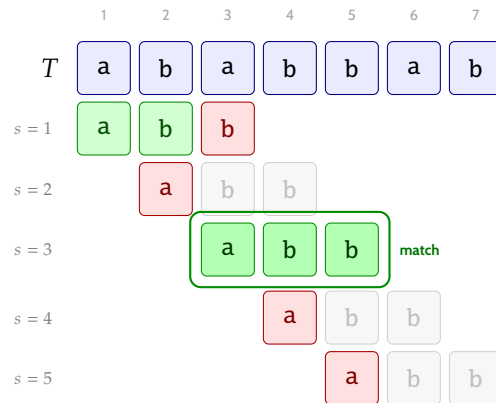 1 2 3 4 5 6 7
T a b a b b a b
s = 1 a b b
s = 2 a b b
s = 3 a b b match
s = 4 a b b
s = 5 a b b